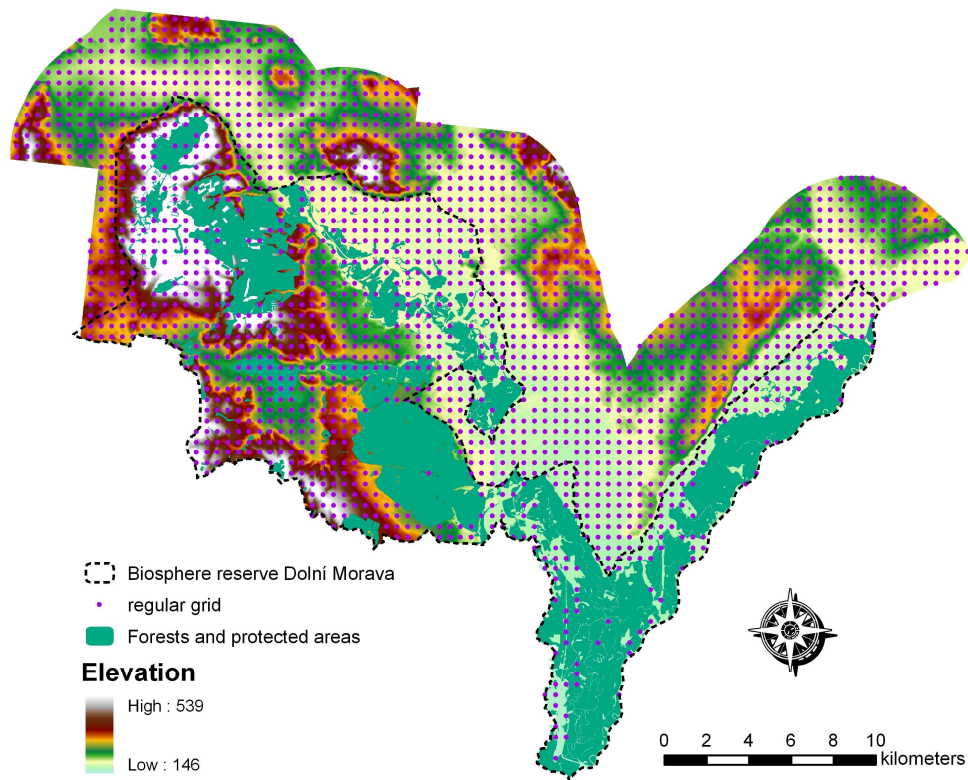 Biosphere reserve Dolní Morava
regular grid
Forests and protected areas
Elevation
High : 539
Low : 146
0 2 4 6 8 10
kilometers